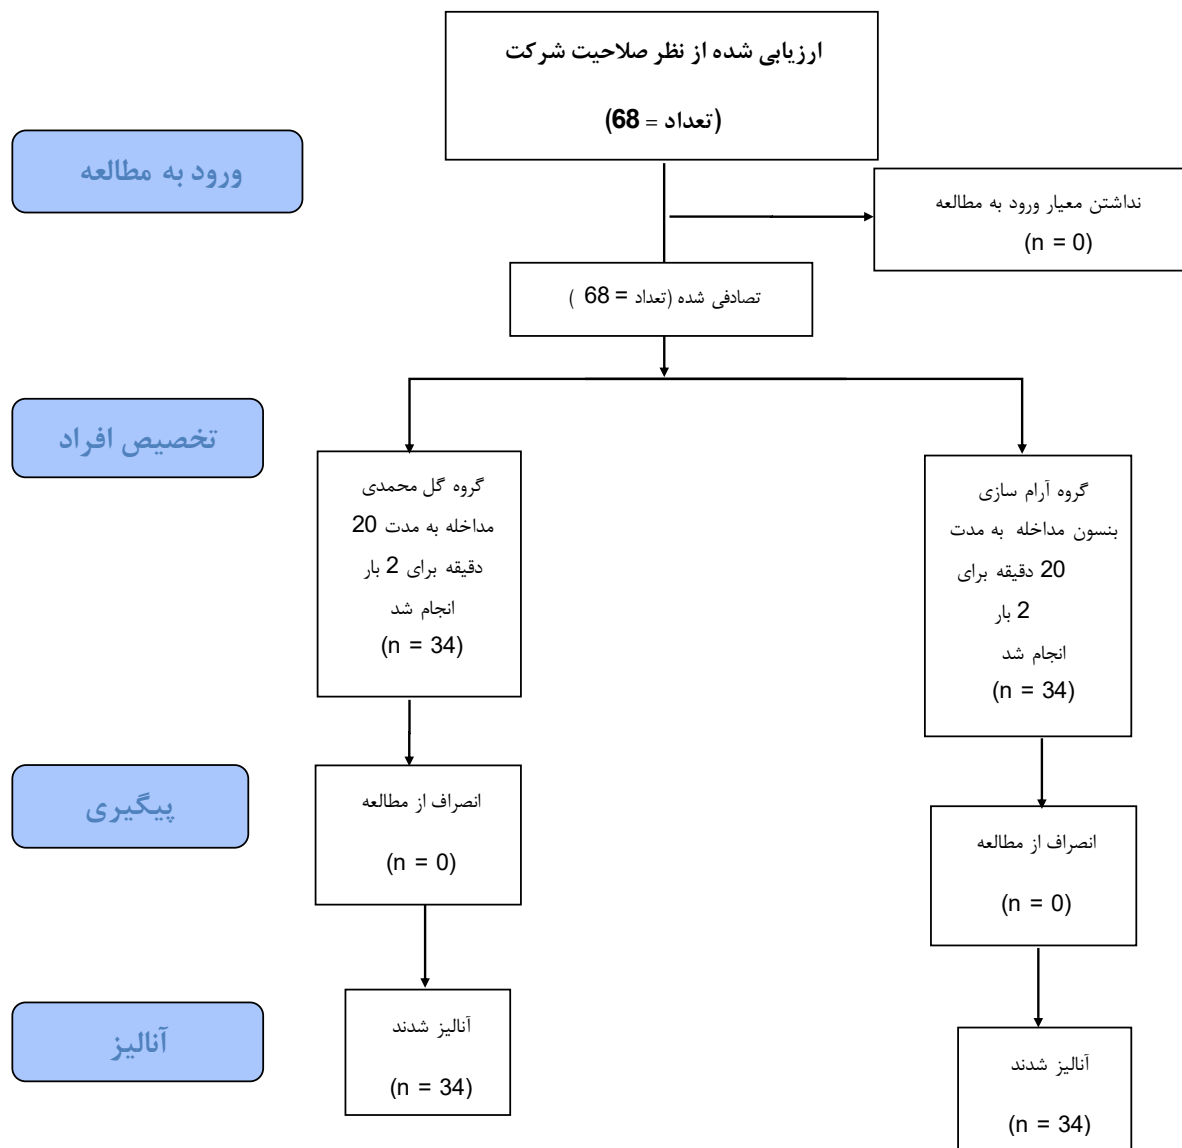 ارزیابی شده از نظر صلاحیت شرکت
(تعداد = 68)
ورود به مطالعه
نداشتن معیار ورود به مطالعه
(n = 0)
تصادفی شده (تعداد = 68 )
تخصیص افراد
گروه آرام سازی
بنسون مداخله به مدت
20 دقیقه برای
2 بار
انجام شد
(n = 34)
گروه گل محمدی
مداخله به مدت 20
دقیقه برای 2 بار
انجام شد
(n = 34)
پیگیری
انصراف از مطالعه
(n = 0)
انصراف از مطالعه
(n = 0)
آنالیز
آنالیز شدند
(n = 34)
آنالیز شدند
(n = 34)